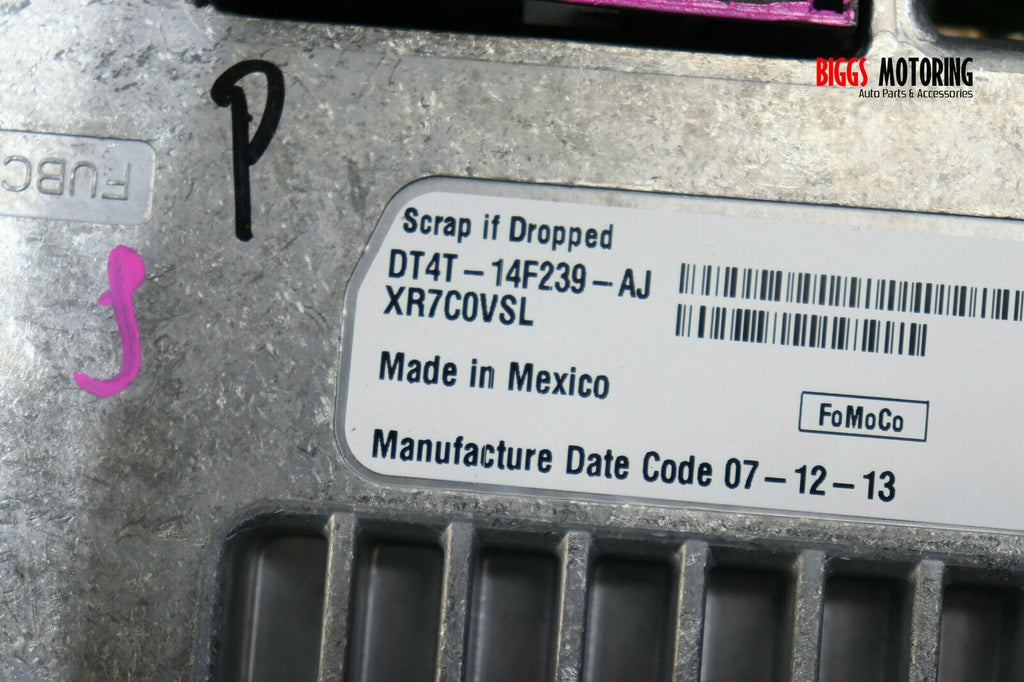 BIGGS MOTORING
Auto Parts & Accessories
P
FUBC
Scrap if Dropped
DT4T-14F239-AJ
XR7C0VSL
Made in Mexico
FoMoCo
Manufacture Date Code 07-12-13